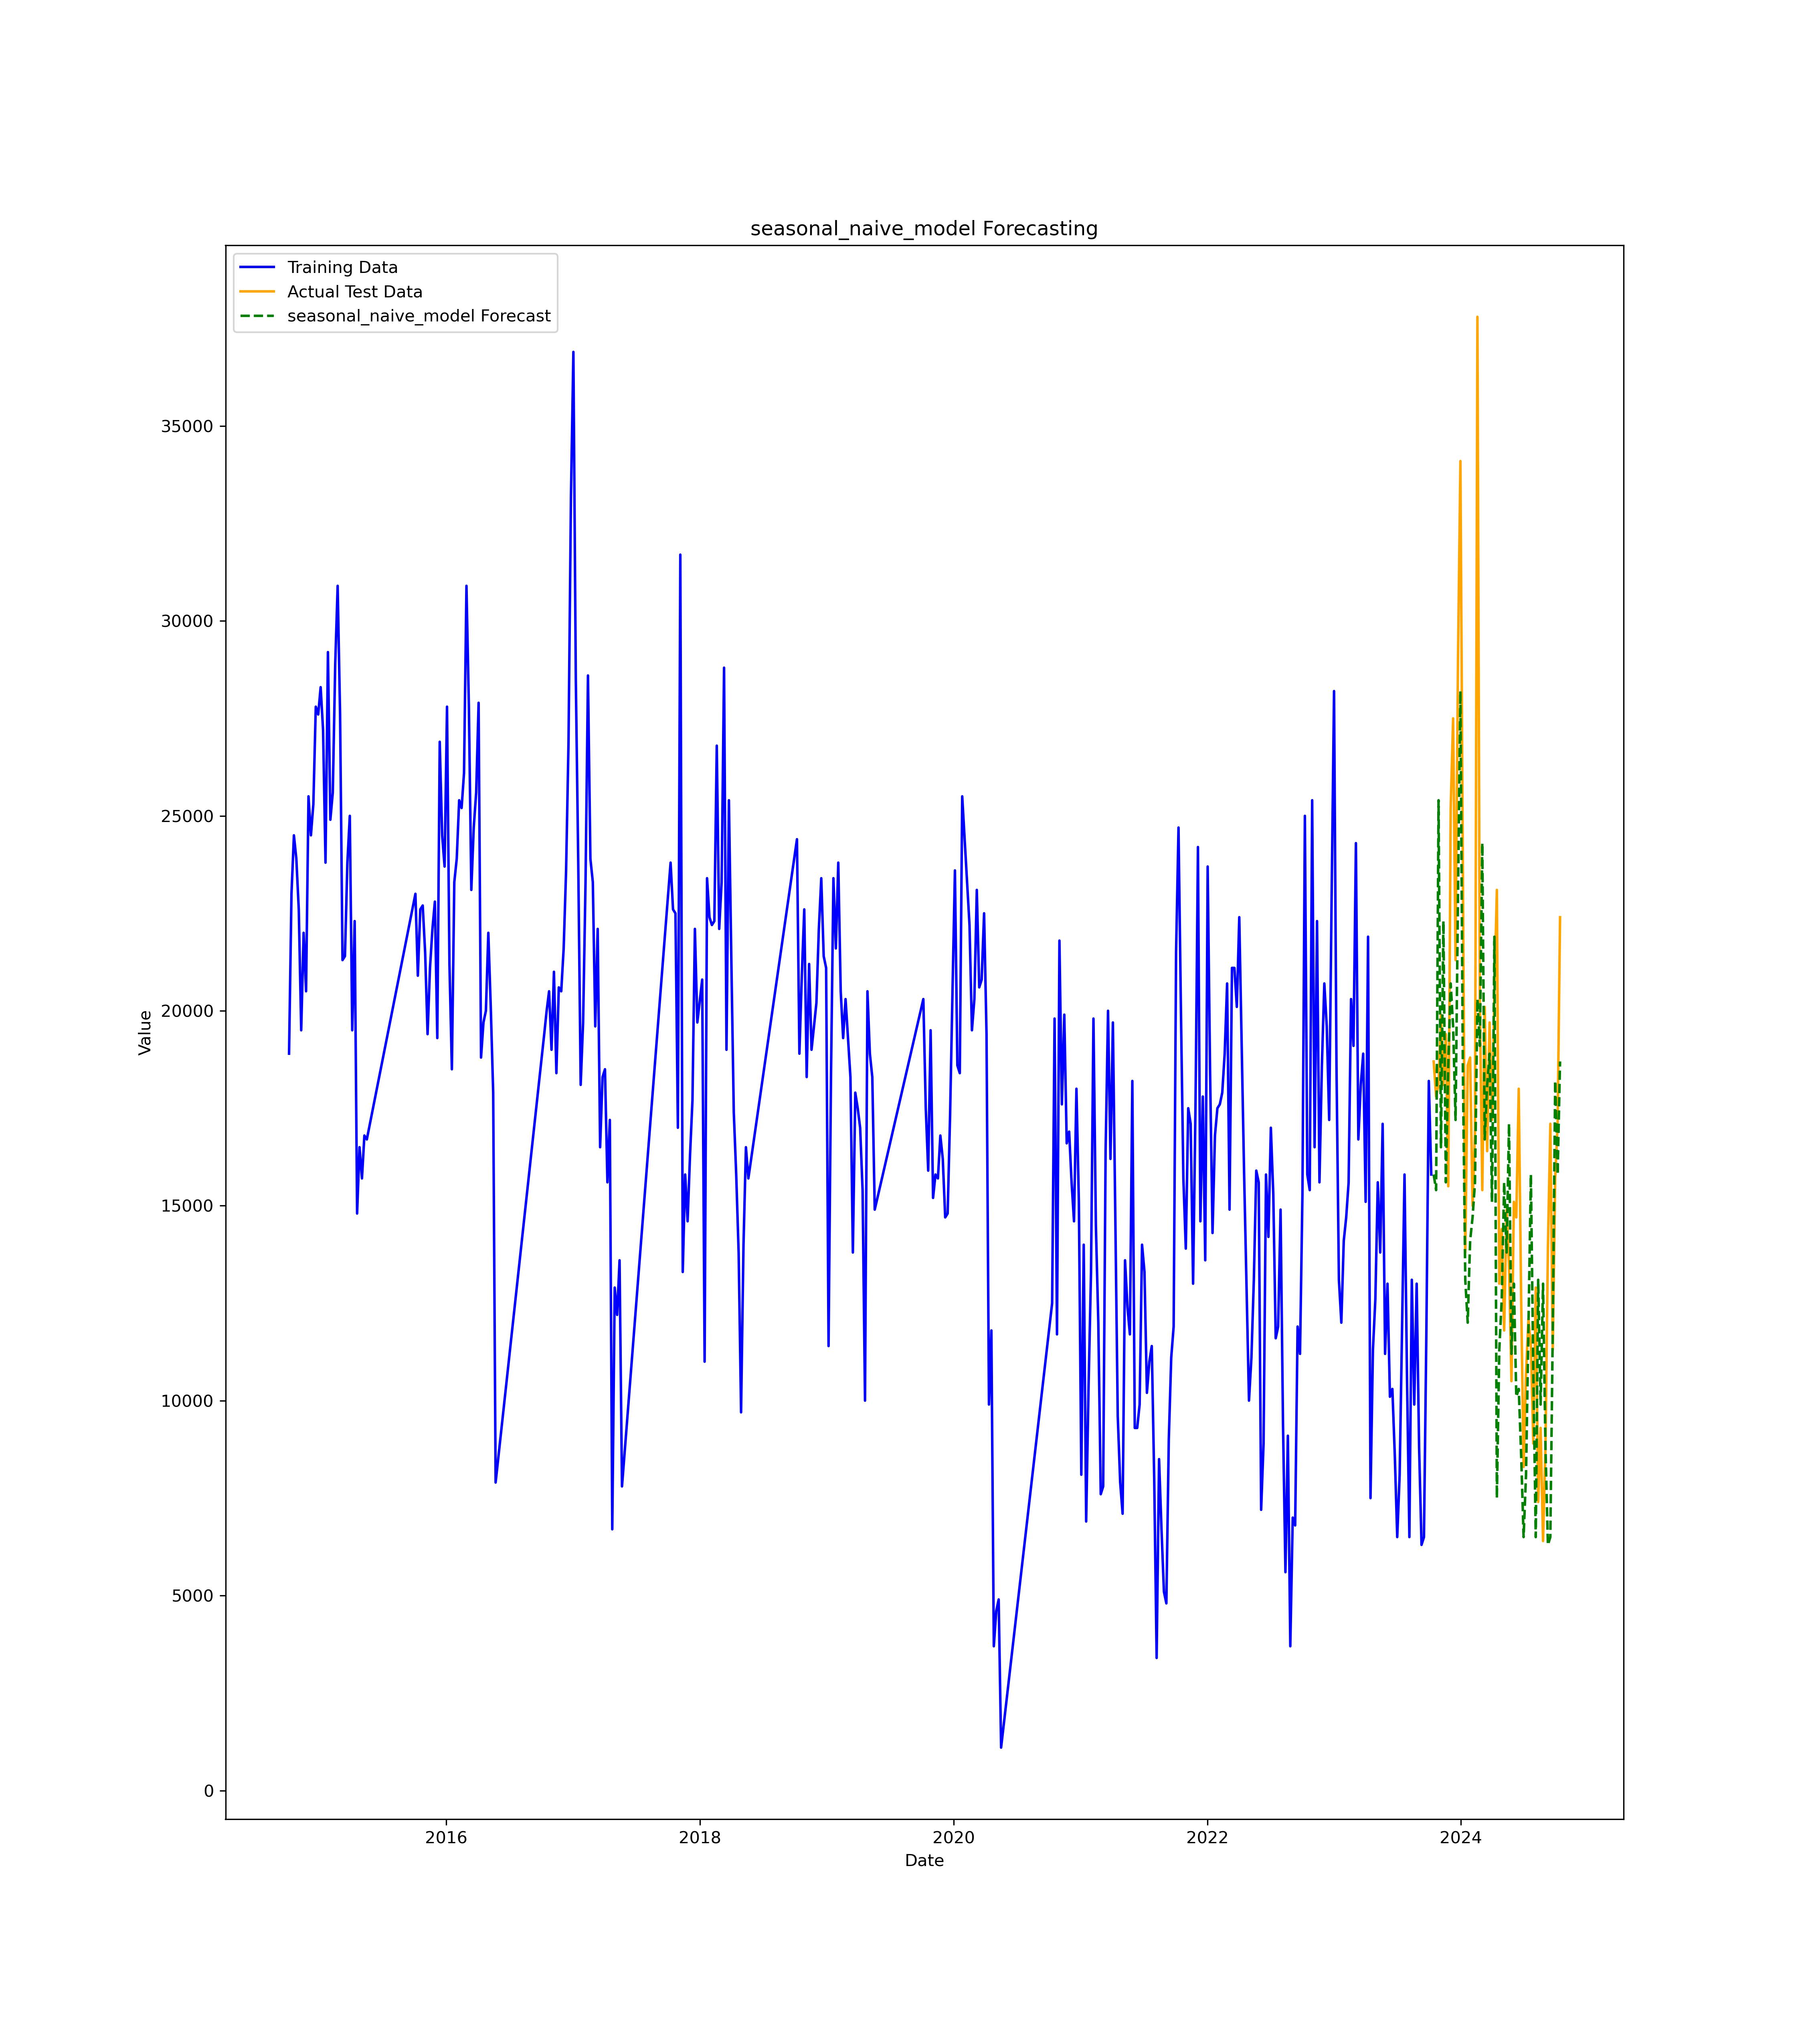 seasonal_naive_model Forecasting
Training Data
Actual Test Data
seasonal_naive_model Forecast
35000
30000
25000
20000
15000
10000
5000
0
Value
2016
2018
2020
2022
2024
Date